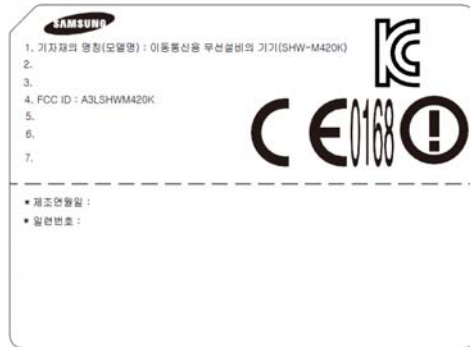 SAMSUNG
1. 기자재의 명칭(모델명) : 이동통신용 무선설비의 기기(SHW-M420K)
2.
3.
4. FCC ID : A3LSHWM420K
5.
6.
7.
CE0168
* 제조연월일 :
* 일련번호 :